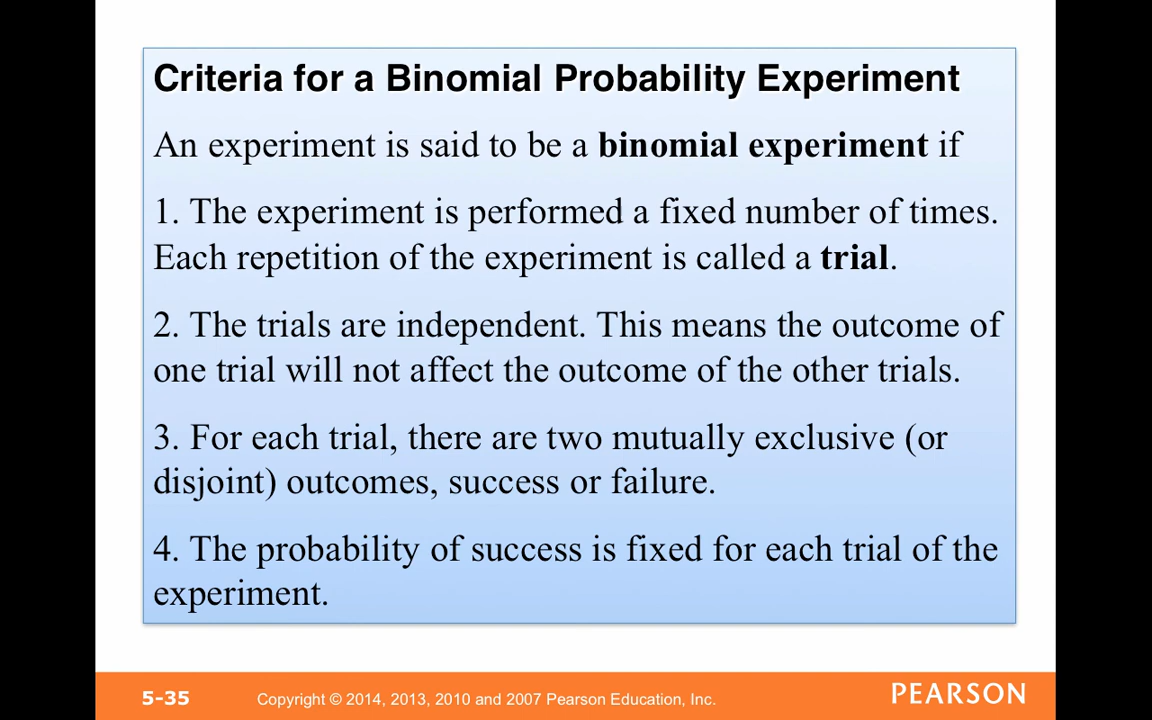 Criteria for a Binomial Probability Experiment
An experiment is said to be a binomial experiment if
1. The experiment is performed a fixed number of times.
Each repetition of the experiment is called a trial.
2. The trials are independent. This means the outcome of
one trial will not affect the outcome of the other trials.
3. For each trial, there are two mutually exclusive (or
disjoint) outcomes, success or failure.
4. The probability of success is fixed for each trial of the
experiment.
5-35 Copyright © 2014, 2013, 2010 and 2007 Pearson Education, Inc. PEARSON